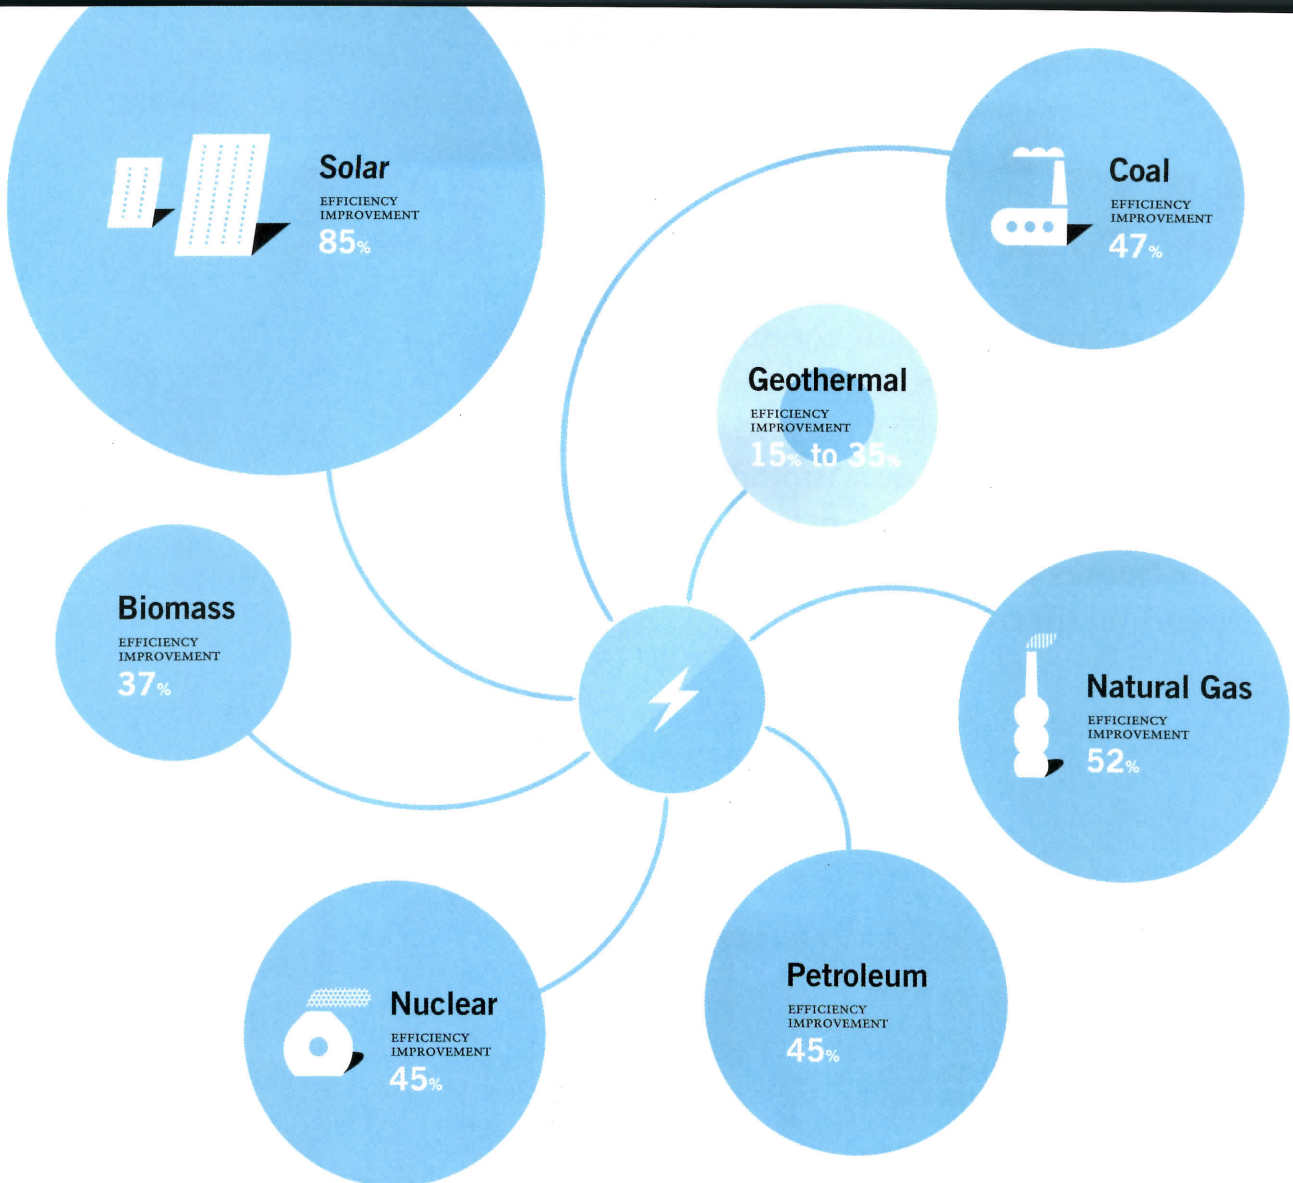 Solar
EFFICIENCY
IMPROVEMENT
85%
Coal
EFFICIENCY
IMPROVEMENT
47%
Geothermal
EFFICIENCY
IMPROVEMENT
15% to 35%
Biomass
EFFICIENCY
IMPROVEMENT
37%
Natural Gas
EFFICIENCY
IMPROVEMENT
52%
Petroleum
EFFICIENCY
IMPROVEMENT
45%
Nuclear
EFFICIENCY
IMPROVEMENT
45%